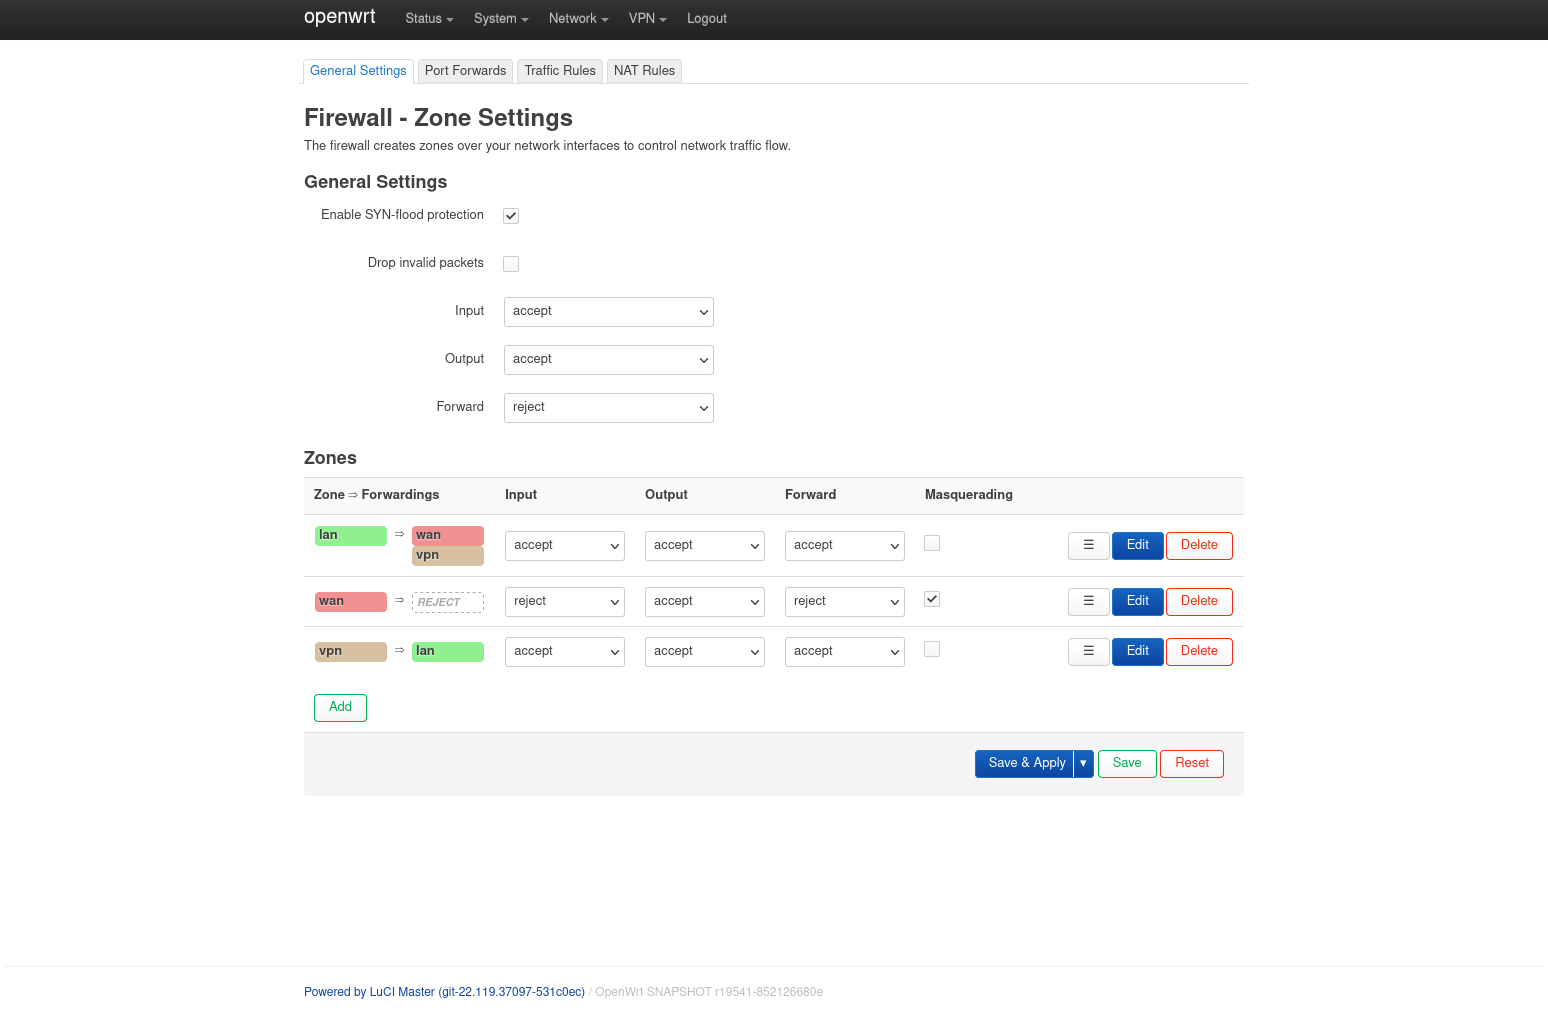 openwrt Status System Network VPN Logout
General Settings Port Forwards Traffic Rules NAT Rules
Firewall - Zone Settings
The firewall creates zones over your network interfaces to control network traffic flow.
General Settings
Enable SYN-flood protection
Drop invalid packets
Input accept
Output accept
Forward reject
Zones
Zone ⇒ Forwardings Input Output Forward Masquerading
lan ⇒ wan accept accept accept ☰ Edit Delete
vpn
wan ⇒ REJECT reject accept reject ☰ Edit Delete
vpn ⇒ lan accept accept accept ☰ Edit Delete
Add
Save & Apply ▾ Save Reset
Powered by LuCI Master (git-22.119.37097-531c0ec) / OpenWrt SNAPSHOT r19541-852126680e